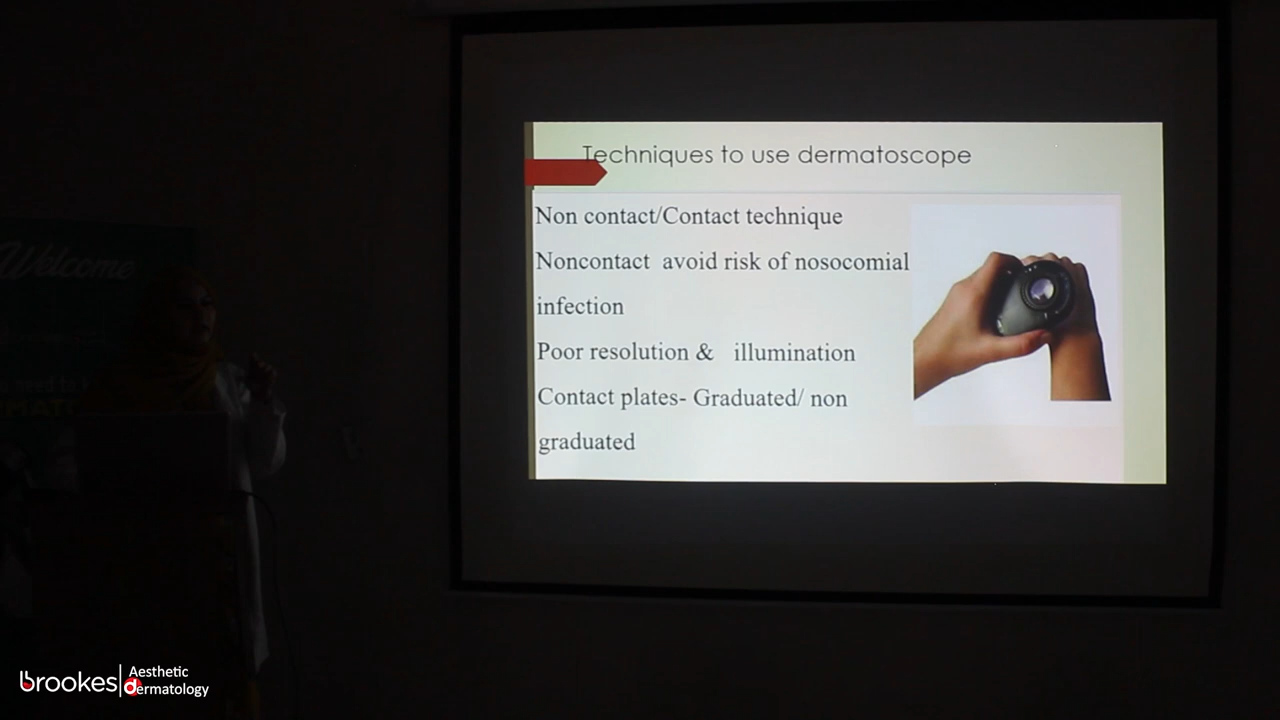 Techniques to use dermatoscope
Non contact/Contact technique
Noncontact avoid risk of nosocomial
infection
Poor resolution & illumination
Contact plates- Graduated/ non
graduated
Welcome
brookes
Aesthetic
dermatology